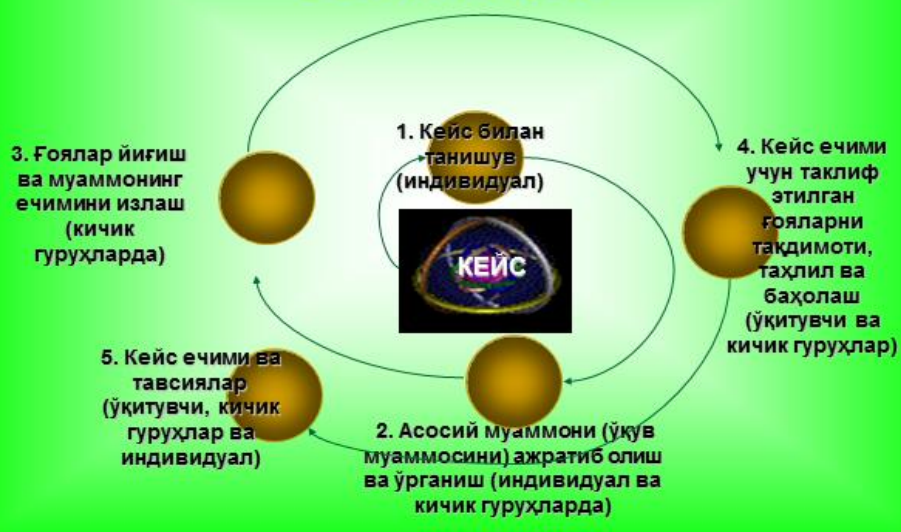 1. Кейс билан
танишув
(индивидуал)
КЕЙС
2. Асосий муаммони (ўқув
муаммосини) ажратиб олиш
ва ўрганиш (индивидуал ва
кичик гуруҳларда)
3. Ғоялар йиғиш
ва муаммонинг
ечимини излаш
(кичик
гуруҳларда)
4. Кейс ечими
учун таклиф
этилган
ғояларни
тақдимоти,
таҳлил ва
баҳолаш
(ўқитувчи ва
кичик гуруҳлар)
5. Кейс ечими ва
тавсиялар
(ўқитувчи, кичик
гуруҳлар ва
индивидуал)